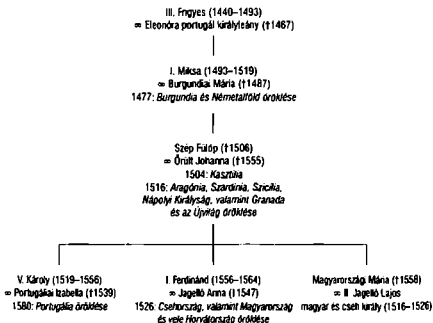 III. Frigyes (1440–1493)
∞ Eleonóra portugál királyleány (†1467)
I. Miksa (1493–1519)
∞ Burgundiai Mária (†1487)
1477: Burgundia és Németalföld öröklése
Szép Fülöp (†1506)
∞ Őrült Johanna (†1555)
1504: Kasztília
1516: Aragónia, Szardínia, Szicília,
Nápolyi Királyság, valamint Granada
és az Újvilág öröklése
V. Károly (1519–1556)
∞ Portugáliai Izabella (†1539)
1580: Portugália öröklése
I. Ferdinánd (1556–1564)
∞ Jagelló Anna (†1547)
1526: Csehország, valamint Magyarország
és vele Horvátország öröklése
Magyarországi Mária (†1558)
∞ II. Jagelló Lajos
magyar és cseh király (1516–1526)